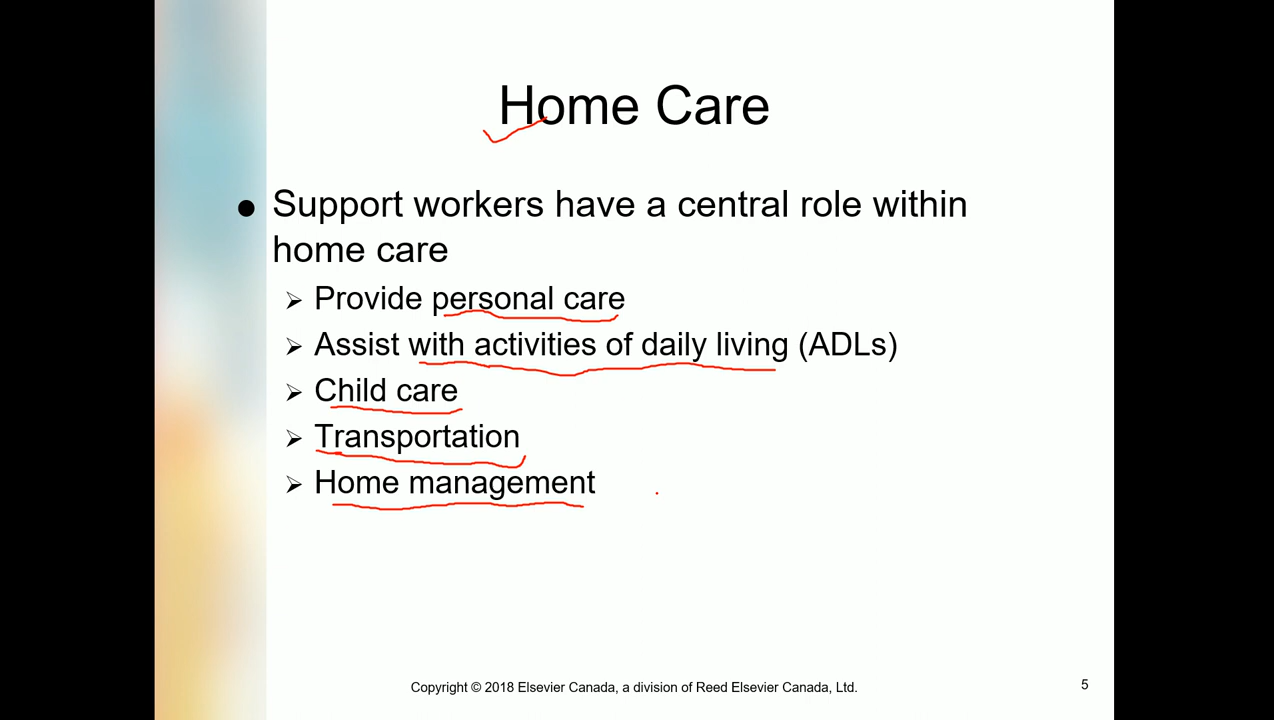 Home Care
● Support workers have a central role within
home care
➢ Provide personal care
➢ Assist with activities of daily living (ADLs)
➢ Child care
➢ Transportation
➢ Home management
Copyright © 2018 Elsevier Canada, a division of Reed Elsevier Canada, Ltd.
5